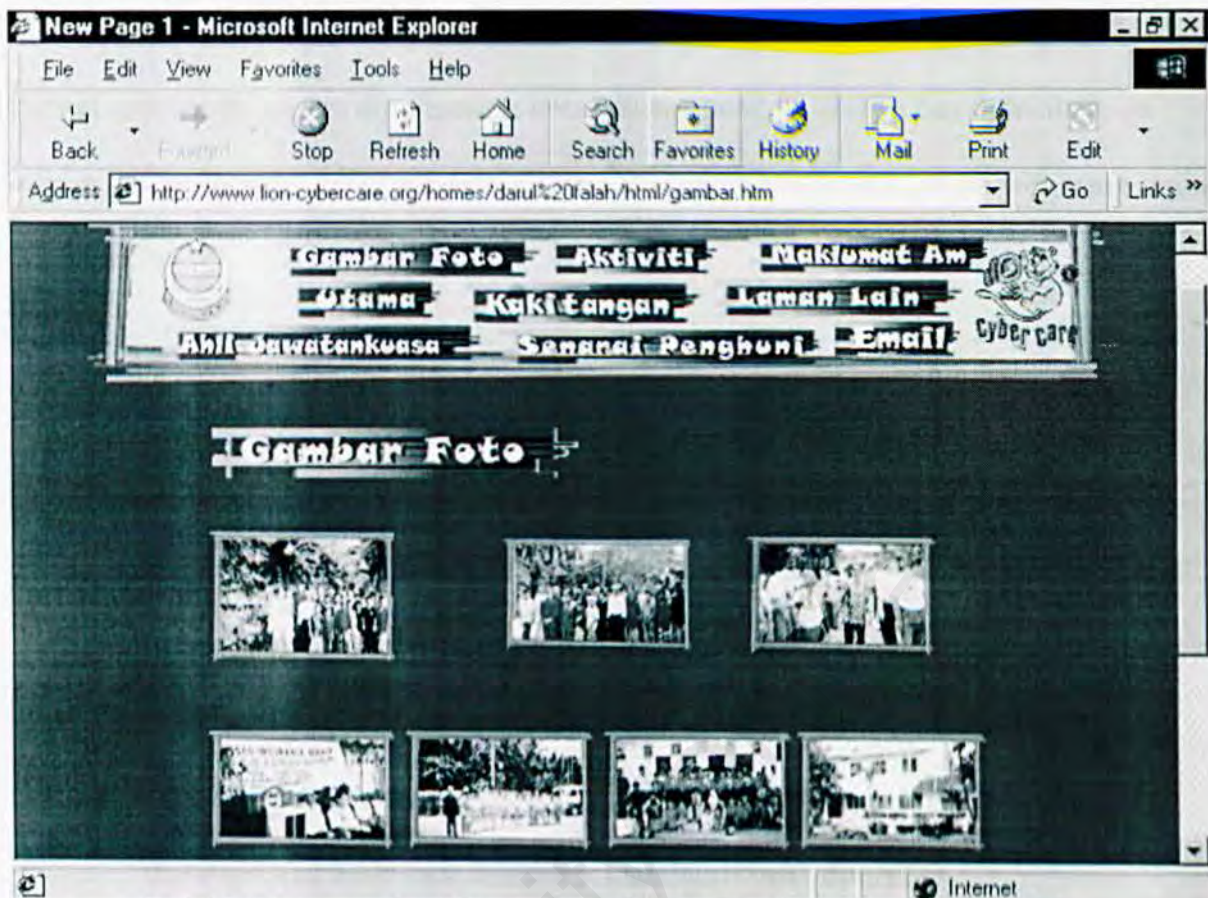 New Page 1 - Microsoft Internet Explorer
File Edit View Favorites Tools Help
Back Forward Stop Refresh Home Search Favorites History Mail Print Edit
Address http://www.lion-cybercare.org/homes/darul%20falah/html/gambar.htm Go Links »
Gambar Foto Aktiviti Maklumat Am
Utama Kakitangan Laman Lain
Ahli Jawatankuasa Senarai Penghuni Email
Cyber Care
Gambar Foto
Internet